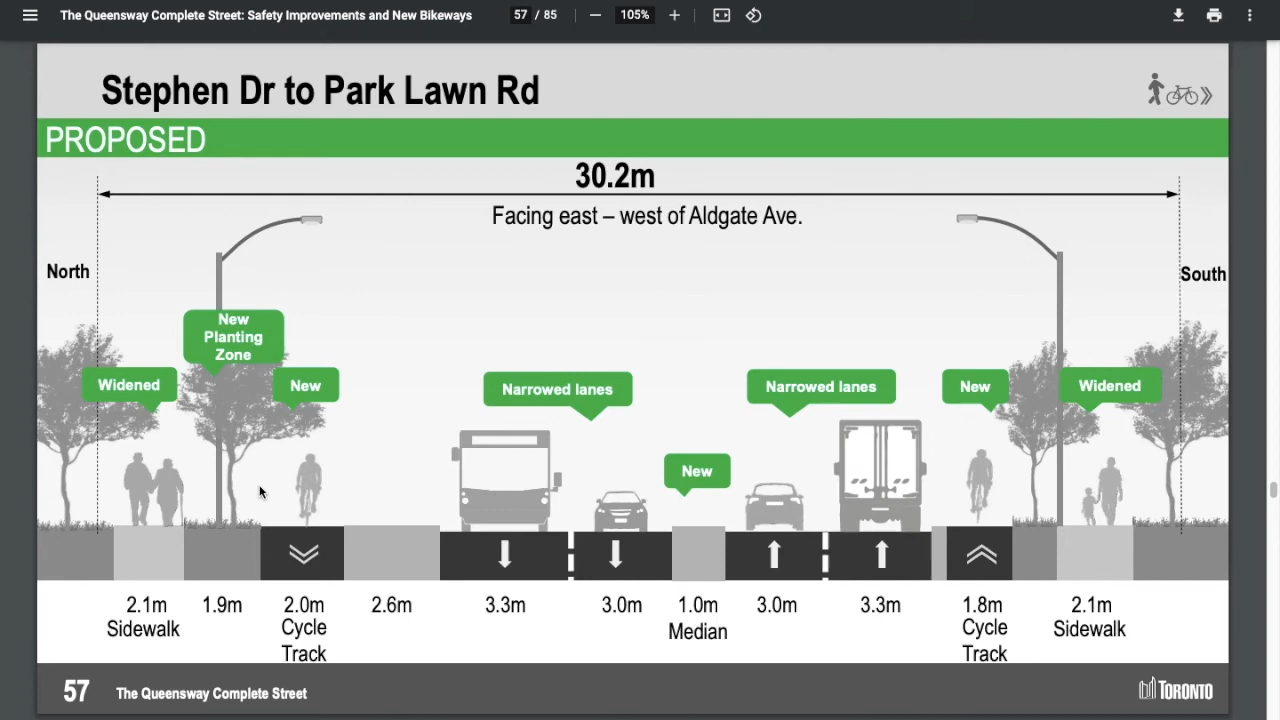 The Queensway Complete Street: Safety Improvements and New Bikeways
57 / 85
105%
Stephen Dr to Park Lawn Rd
PROPOSED
30.2m
Facing east – west of Aldgate Ave.
North
South
New
Planting
Zone
Widened
New
Narrowed lanes
Narrowed lanes
New
Widened
New
2.1m
Sidewalk
1.9m
2.0m
Cycle
Track
2.6m
3.3m
3.0m
1.0m
Median
3.0m
3.3m
1.8m
Cycle
Track
2.1m
Sidewalk
57
The Queensway Complete Street
TORONTO